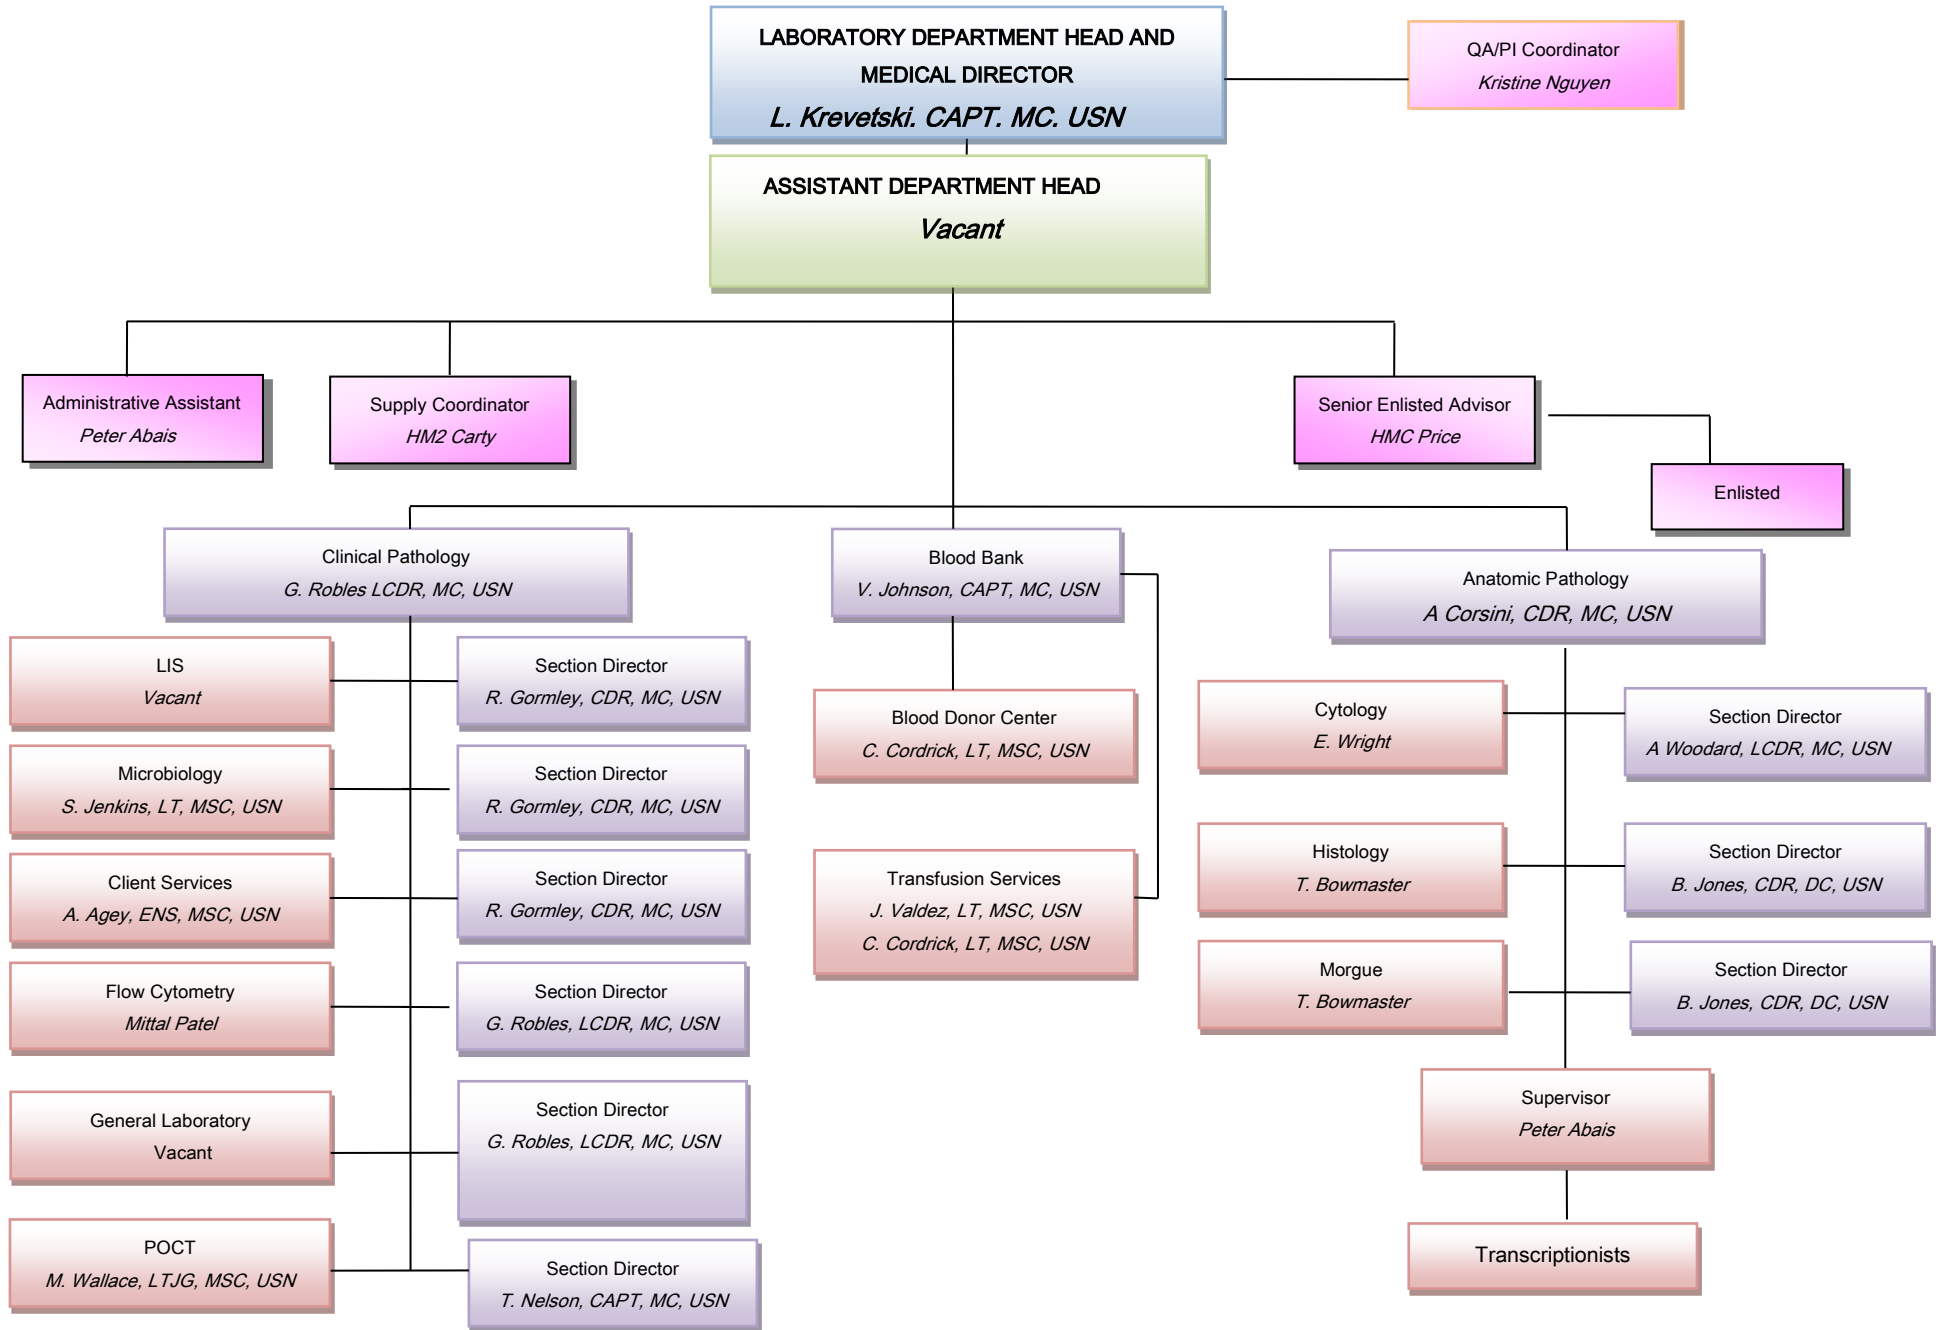 LABORATORY DEPARTMENT HEAD AND
MEDICAL DIRECTOR
L. Krevetski. CAPT. MC. USN
QA/PI Coordinator
Kristine Nguyen
ASSISTANT DEPARTMENT HEAD
Vacant
Administrative Assistant
Peter Abais
Supply Coordinator
HM2 Carty
Senior Enlisted Advisor
HMC Price
Enlisted
Clinical Pathology
G. Robles LCDR, MC, USN
LIS
Vacant
Section Director
R. Gormley, CDR, MC, USN
Microbiology
S. Jenkins, LT, MSC, USN
Section Director
R. Gormley, CDR, MC, USN
Client Services
A. Agey, ENS, MSC, USN
Section Director
R. Gormley, CDR, MC, USN
Flow Cytometry
Mittal Patel
Section Director
G. Robles, LCDR, MC, USN
General Laboratory
Vacant
Section Director
G. Robles, LCDR, MC, USN
POCT
M. Wallace, LTJG, MSC, USN
Section Director
T. Nelson, CAPT, MC, USN
Blood Bank
V. Johnson, CAPT, MC, USN
Blood Donor Center
C. Cordrick, LT, MSC, USN
Transfusion Services
J. Valdez, LT, MSC, USN
C. Cordrick, LT, MSC, USN
Anatomic Pathology
A Corsini, CDR, MC, USN
Cytology
E. Wright
Section Director
A Woodard, LCDR, MC, USN
Histology
T. Bowmaster
Section Director
B. Jones, CDR, DC, USN
Morgue
T. Bowmaster
Section Director
B. Jones, CDR, DC, USN
Supervisor
Peter Abais
Transcriptionists